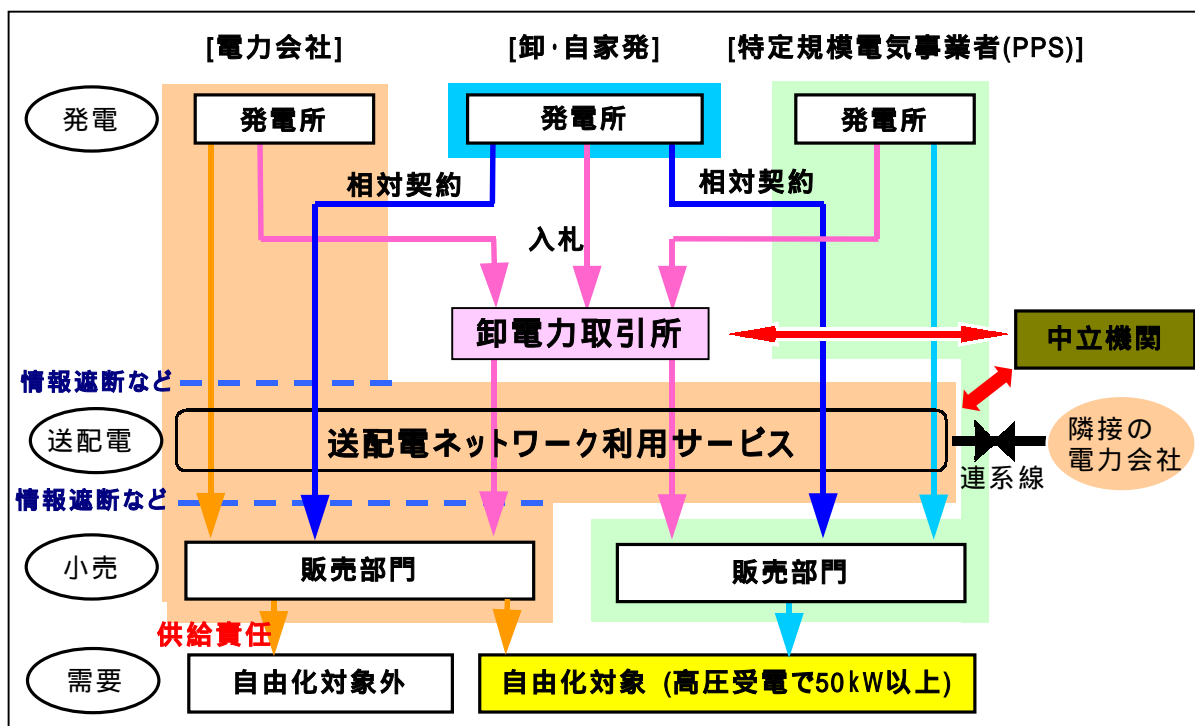 [電力会社]
[卸・自家発]
[特定規模電気事業者(PPS)]
発電
発電所
発電所
発電所
相対契約
相対契約
入札
卸電力取引所
中立機関
情報遮断など
送配電
送配電ネットワーク利用サービス
隣接の
電力会社
連系線
情報遮断など
小売
販売部門
販売部門
供給責任
需要
自由化対象外
自由化対象 (高圧受電で50kW以上)